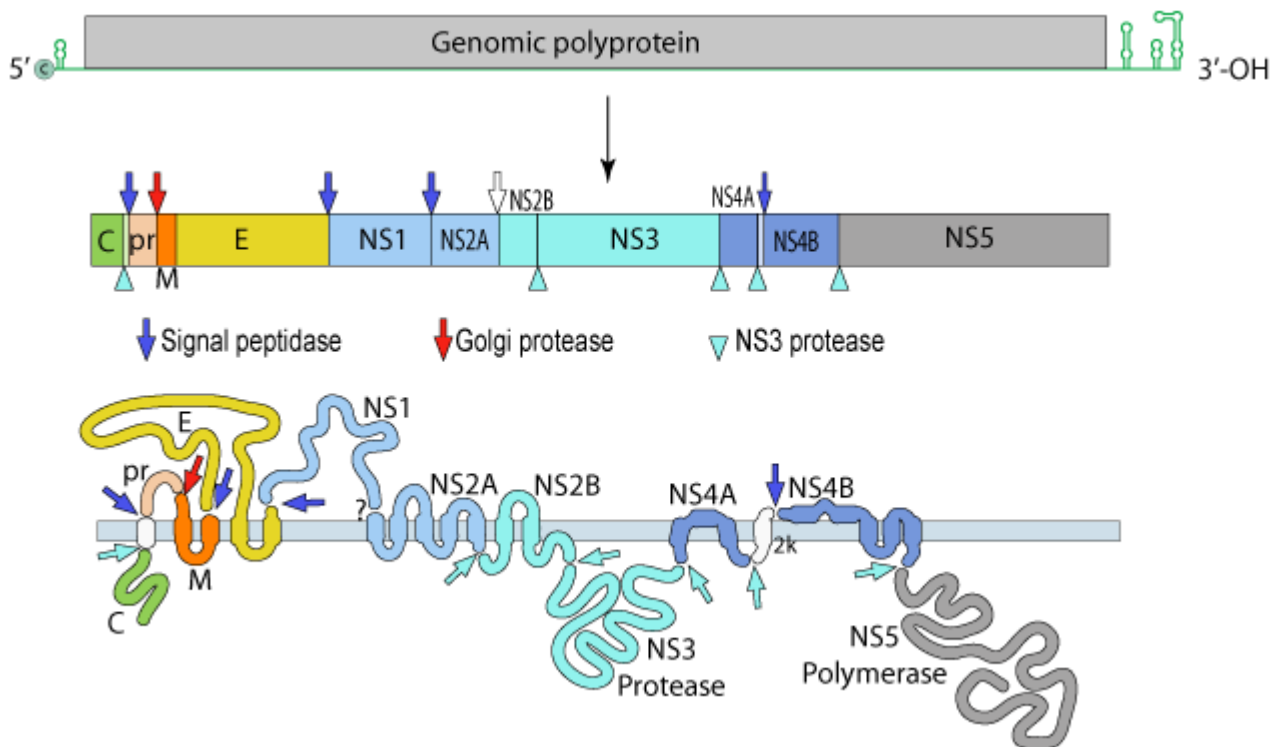 Genomic polyprotein
5′ C 3′-OH
NS2B NS4A
C pr E NS1 NS2A NS3 NS4B NS5
M
Signal peptidase Golgi protease NS3 protease
E NS1
pr NS2A NS2B NS4A NS4B
?
2k
M
C
NS3 NS5
Protease Polymerase